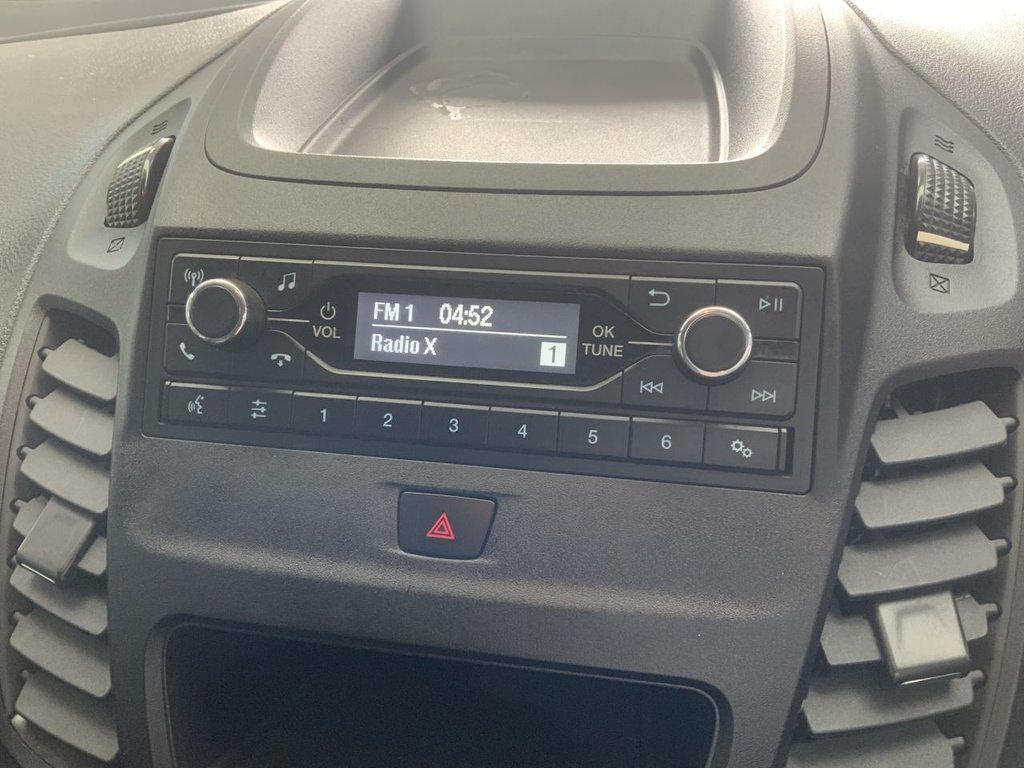 FM 1 04:52
Radio X 1
VOL
OK
TUNE
1 2 3 4 5 6